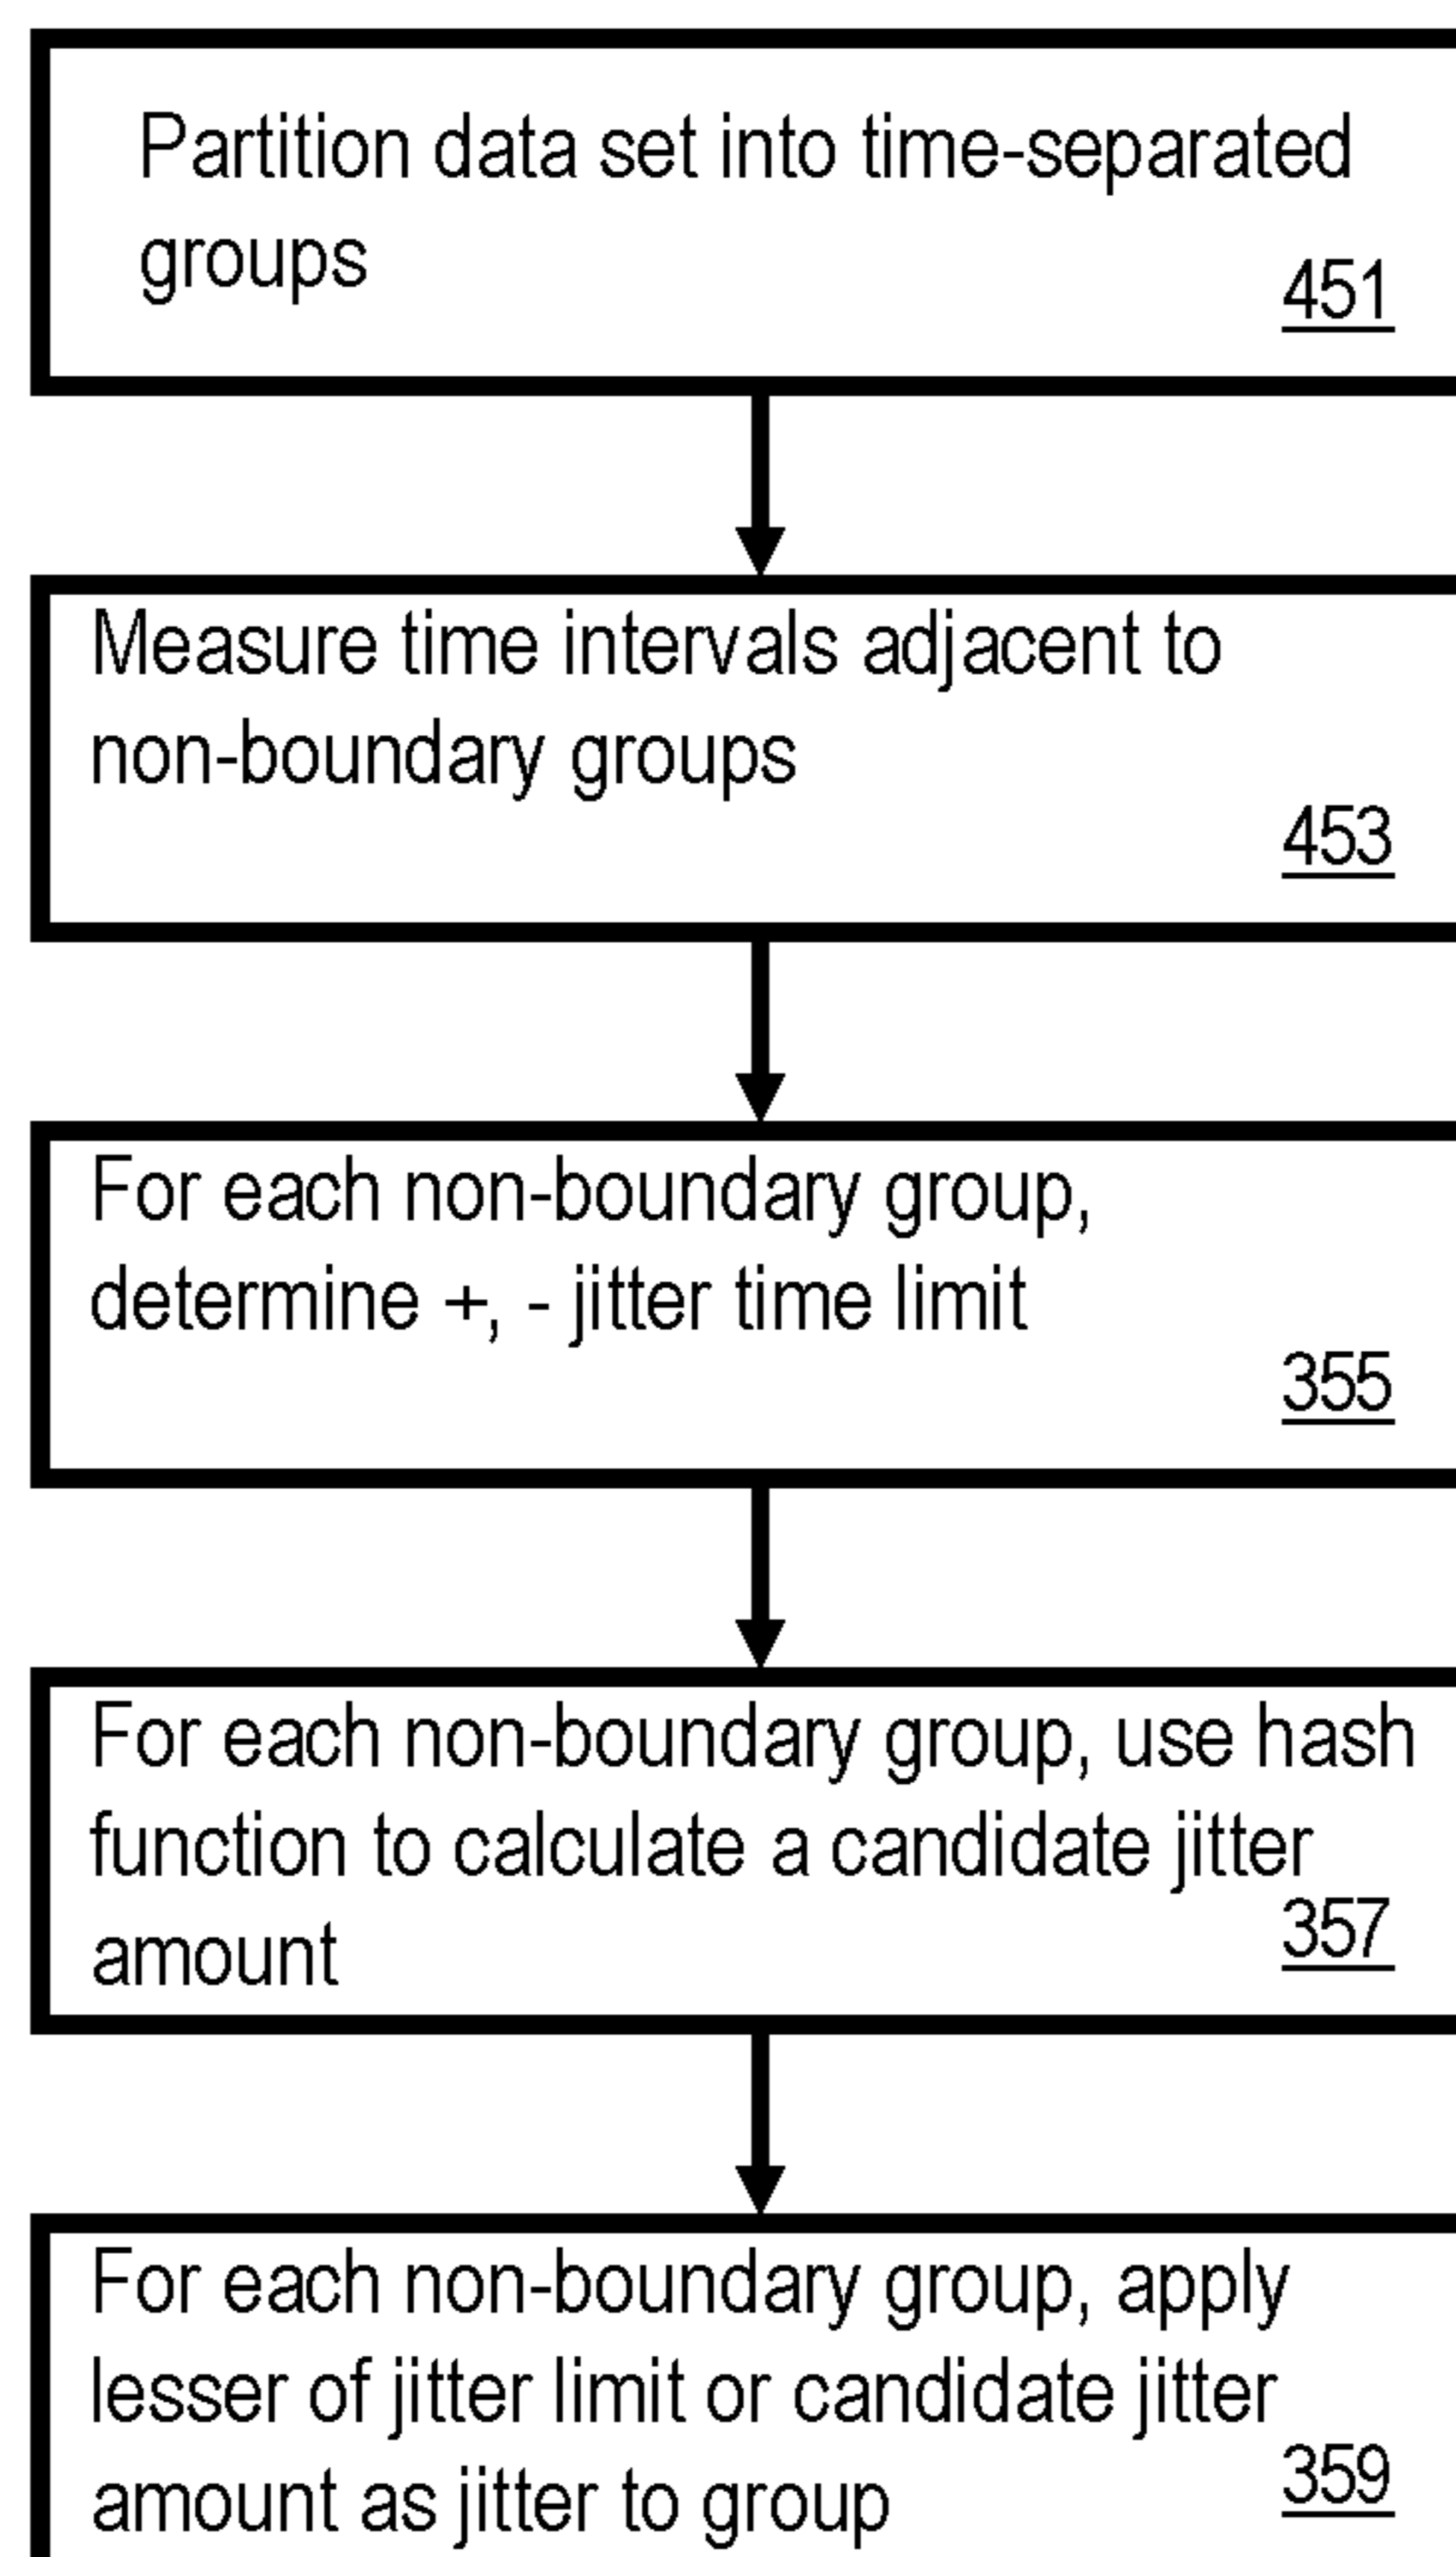 Partition data set into time-separated
groups
451
Measure time intervals adjacent to
non-boundary groups
453
For each non-boundary group,
determine +, - jitter time limit
355
For each non-boundary group, use hash
function to calculate a candidate jitter
amount
357
For each non-boundary group, apply
lesser of jitter limit or candidate jitter
amount as jitter to group
359